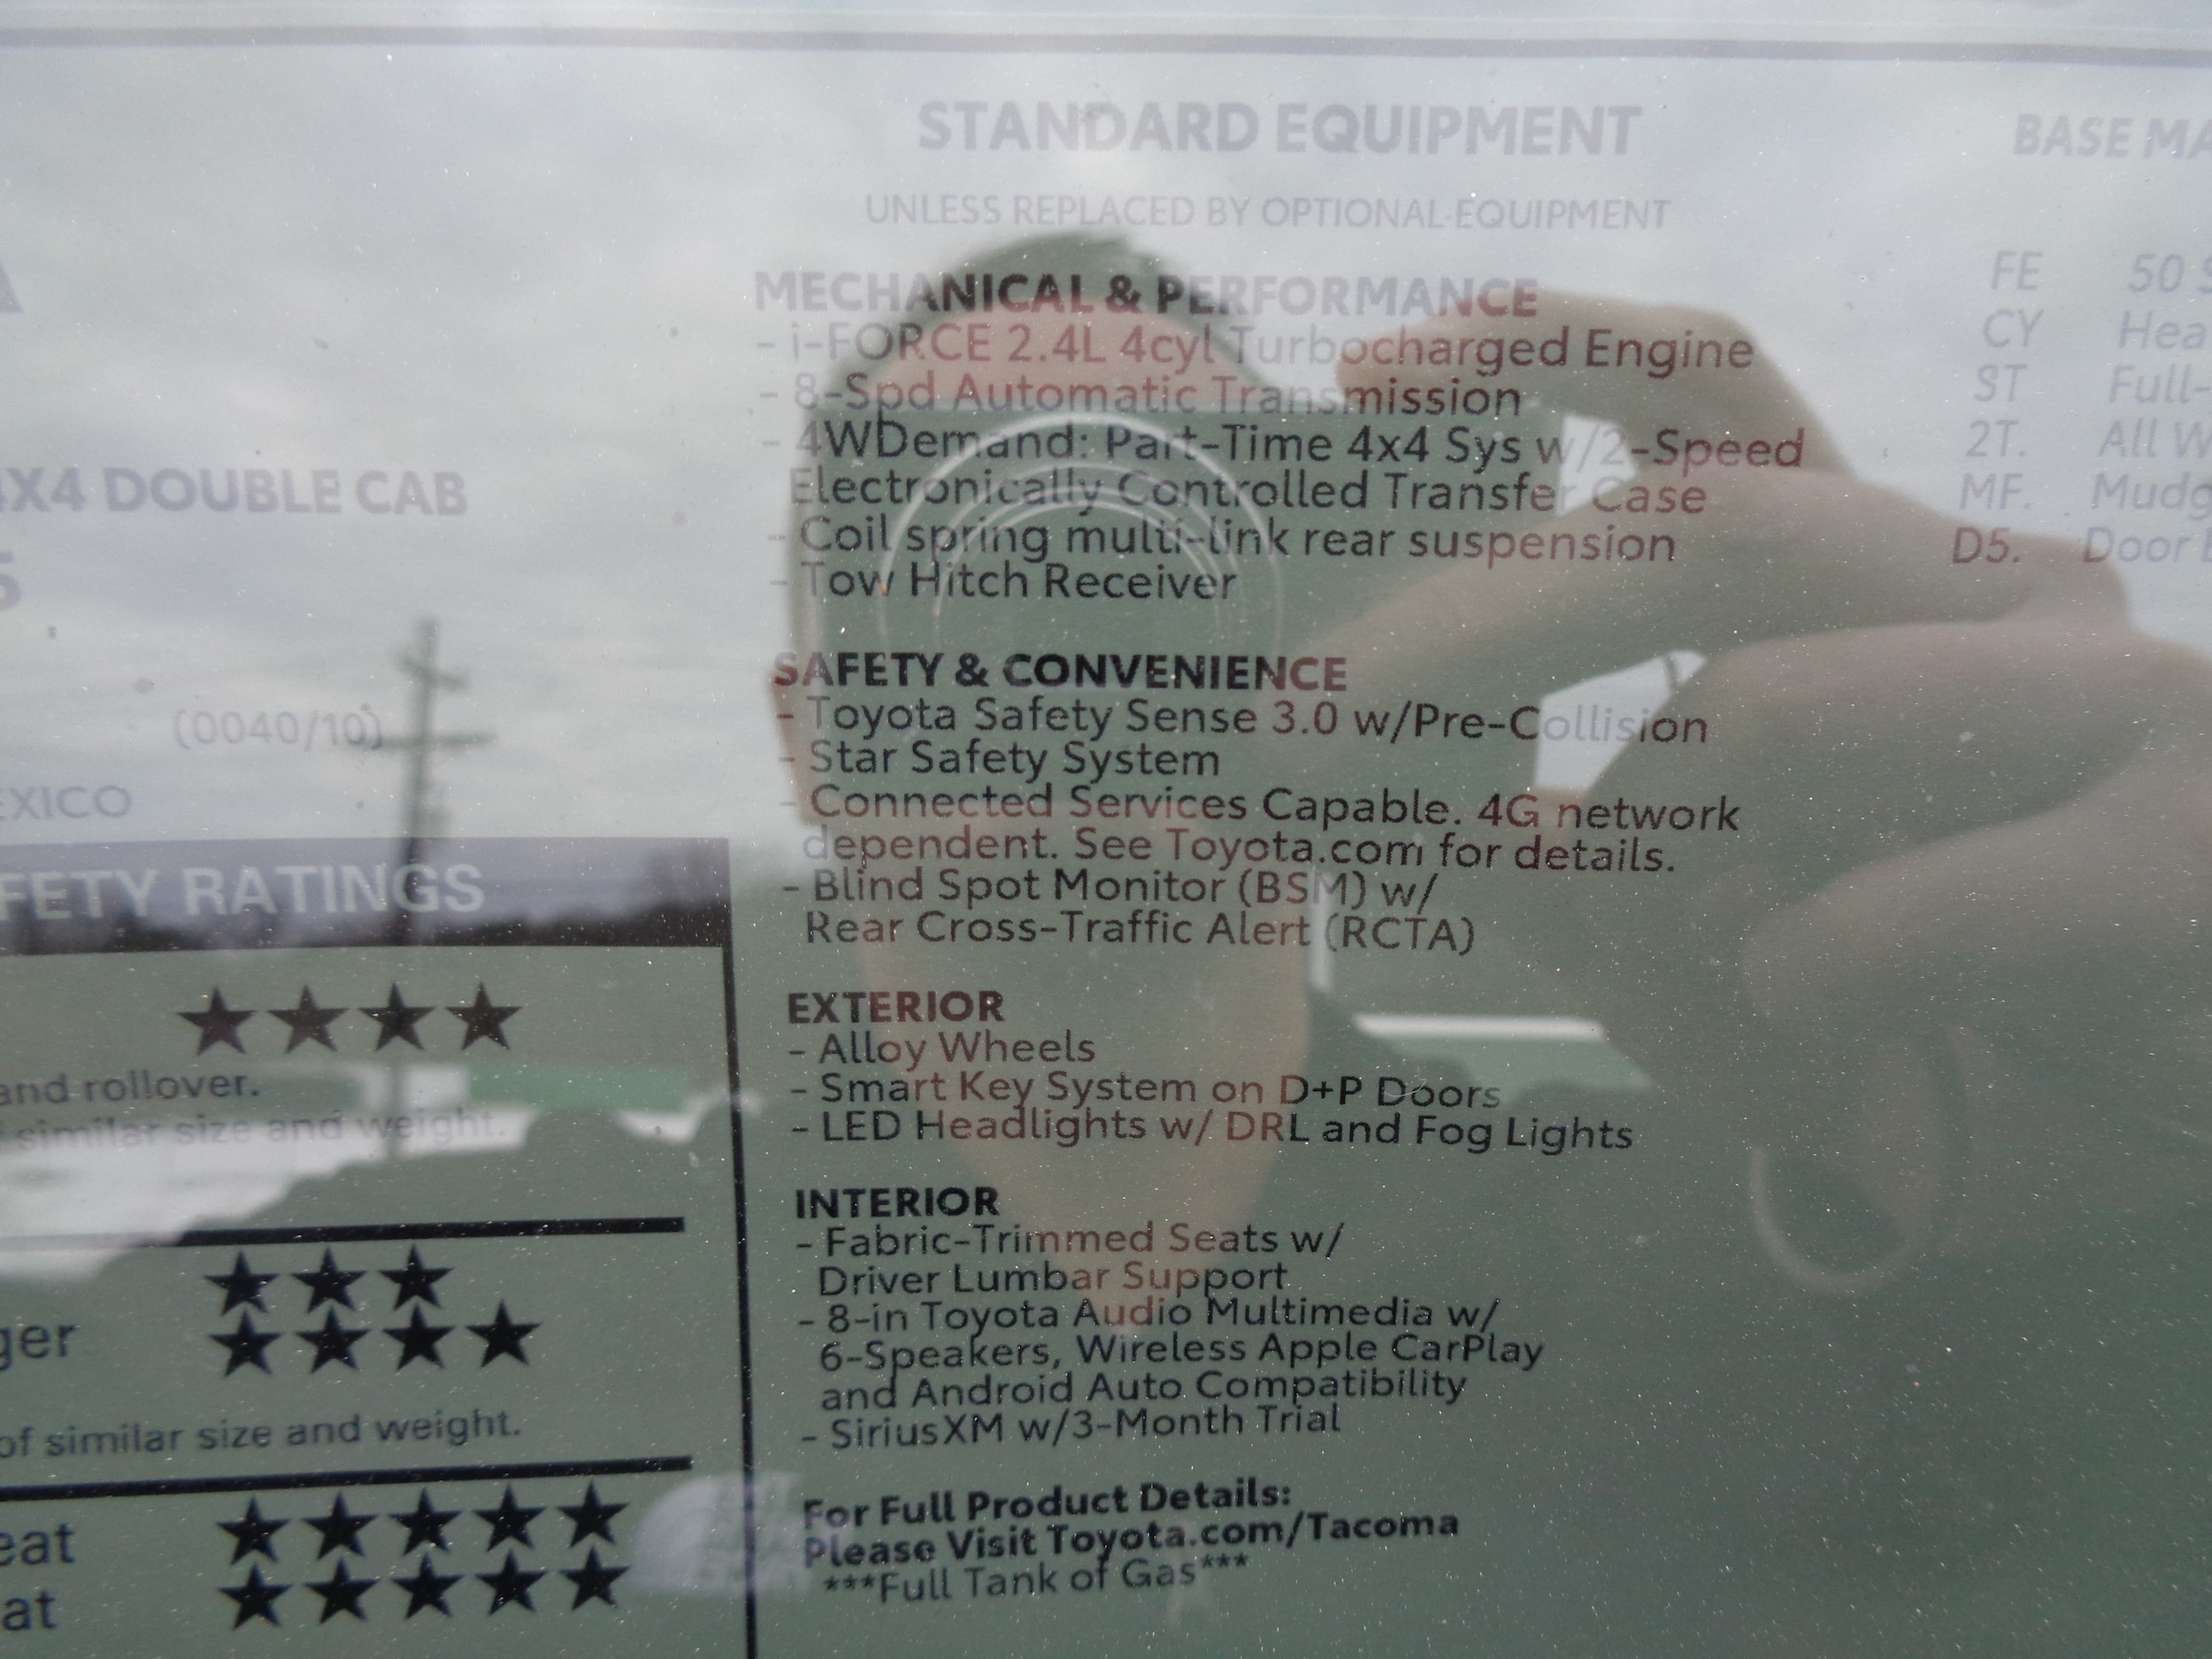 STANDARD EQUIPMENT
UNLESS REPLACED BY OPTIONAL EQUIPMENT
MECHANICAL & PERFORMANCE
- i-FORCE 2.4L 4cyl Turbocharged Engine
- 8-Spd Automatic Transmission
- 4WDemand: Part-Time 4x4 Sys w/2-Speed
Electronically Controlled Transfer Case
- Coil spring multi-link rear suspension
- Tow Hitch Receiver
SAFETY & CONVENIENCE
- Toyota Safety Sense 3.0 w/Pre-Collision
- Star Safety System
- Connected Services Capable. 4G network
dependent. See Toyota.com for details.
- Blind Spot Monitor (BSM) w/
Rear Cross-Traffic Alert (RCTA)
EXTERIOR
- Alloy Wheels
- Smart Key System on D+P Doors
- LED Headlights w/ DRL and Fog Lights
INTERIOR
- Fabric-Trimmed Seats w/
Driver Lumbar Support
- 8-in Toyota Audio Multimedia w/
6-Speakers, Wireless Apple CarPlay
and Android Auto Compatibility
- SiriusXM w/3-Month Trial
For Full Product Details:
Please Visit Toyota.com/Tacoma
***Full Tank of Gas***
4X4 DOUBLE CAB
(0040/10)
EXICO
FETY RATINGS
★★★★
and rollover.
similar size and weight.
★★★
ger ★★★★
of similar size and weight.
eat ★★★★★
at ★★★★★
BASE MA
FE 50 S
CY Hea
ST Full-
2T. All W
MF. Mudg
D5. Door E